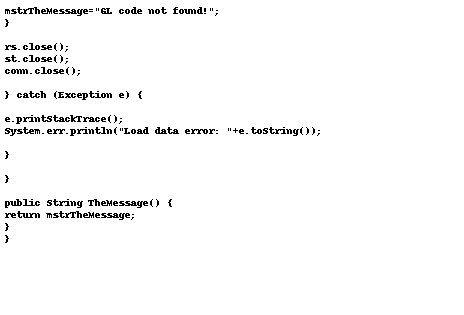 mstrTheMessage="GL code not found!";
}
rs.close();
st.close();
conn.close();
} catch (Exception e) {
e.printStackTrace();
System.err.println("Load data error: "+e.toString());
}
}
public String TheMessage() {
return mstrTheMessage;
}
}